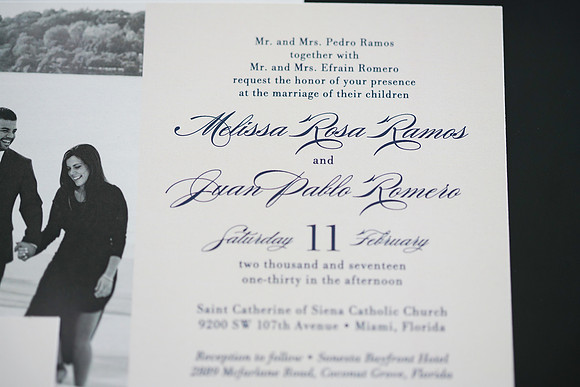 Mr. and Mrs. Pedro Ramos
together with
Mr. and Mrs. Efrain Romero
request the honor of your presence
at the marriage of their children
Melissa Rosa Ramos
and
Juan Pablo Romero
Saturday 11 February
two thousand and seventeen
one-thirty in the afternoon
Saint Catherine of Siena Catholic Church
9200 SW 107th Avenue • Miami, Florida
Reception to follow • Sonesta Bayfront Hotel
2889 McFarlane Road, Coconut Grove, Florida